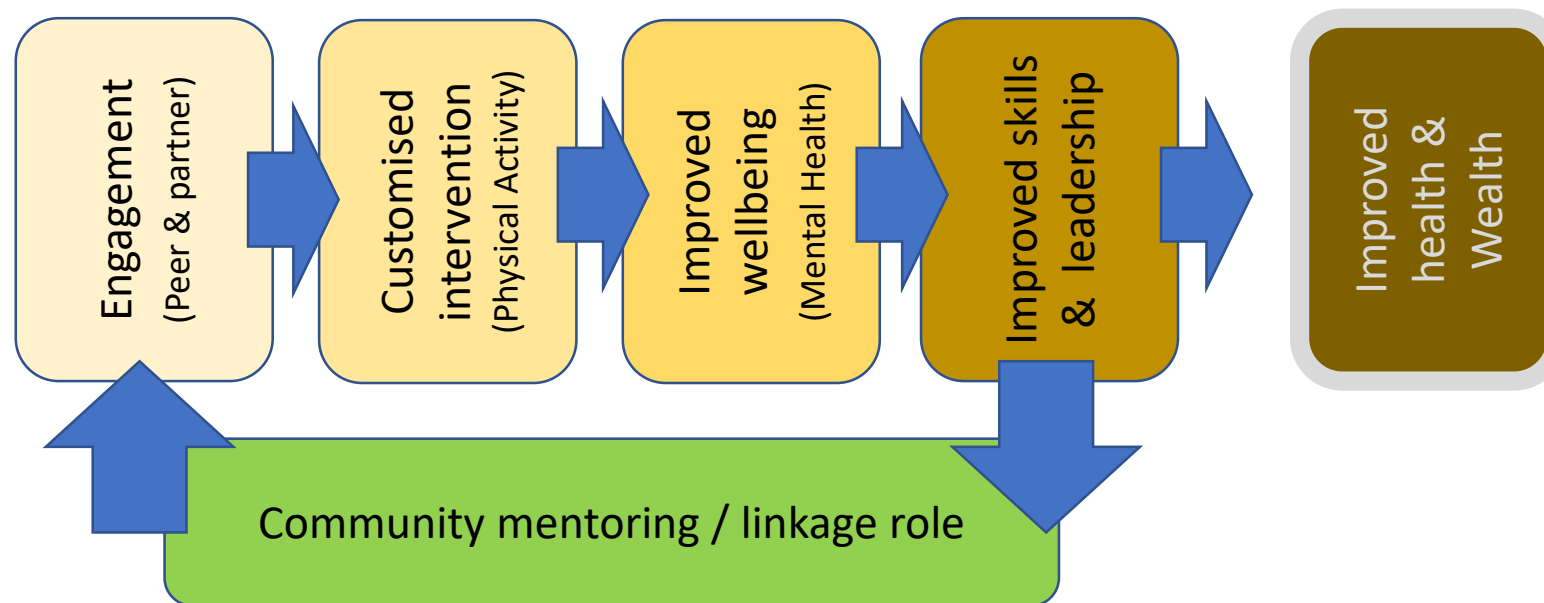 Engagement
(Peer & partner)
Customised
intervention
(Physical Activity)
Improved
wellbeing
(Mental Health)
Improved skills
& leadership
Improved
health &
Wealth
Community mentoring / linkage role